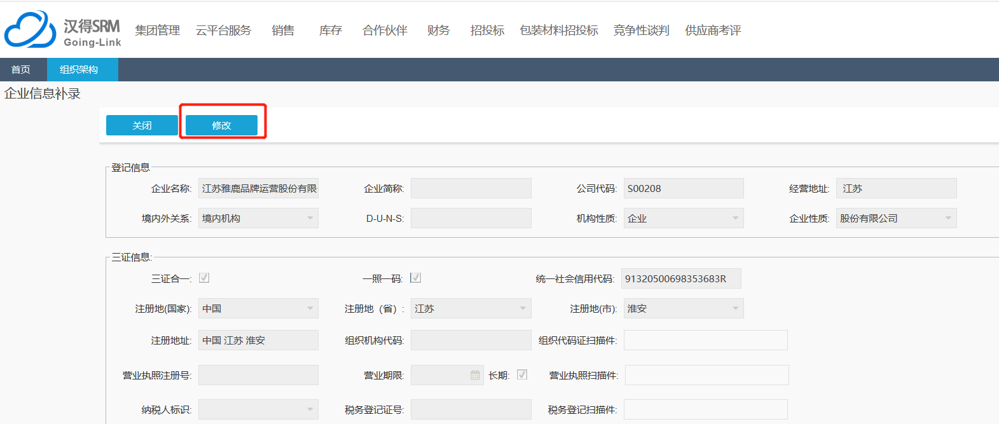 汉得SRM
Going-Link
集团管理 云平台服务 销售 库存 合作伙伴 财务 招投标 包装材料招投标 竞争性谈判 供应商考评
首页 组织架构
企业信息补录
关闭 修改
登记信息
企业名称: 江苏雅鹿品牌运营股份有限 企业简称: 公司代码: S00208 经营地址: 江苏
境内外关系: 境内机构 D-U-N-S: 机构性质: 企业 企业性质: 股份有限公司
三证信息:
三证合一: 一照一码: 统一社会信用代码: 91320500698353683R
注册地(国家): 中国 注册地（省）: 江苏 注册地(市): 淮安
注册地址: 中国 江苏 淮安 组织机构代码: 组织代码证扫描件:
营业执照注册号: 营业期限: 长期: 营业执照扫描件:
纳税人标识: 税务登记证号: 税务登记扫描件: